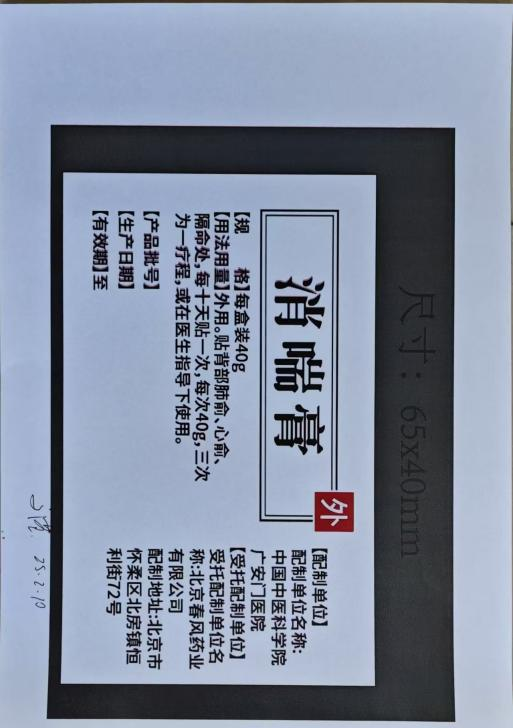 尺寸：65x40mm
消喘膏
外
【规　格】每盒装40g
【用法用量】外用。贴背部肺俞、心俞、
隔俞处,每十天贴一次,每次40g,三次
为一疗程,或在医生指导下使用。
【产品批号】
【生产日期】
【有效期】至
【配制单位】
配制单位名称:
中国中医科学院
广安门医院
【受托配制单位】
受托配制单位名
称:北京春风药业
有限公司
配制地址:北京市
怀柔区北房镇恒
利街72号
25.2.10